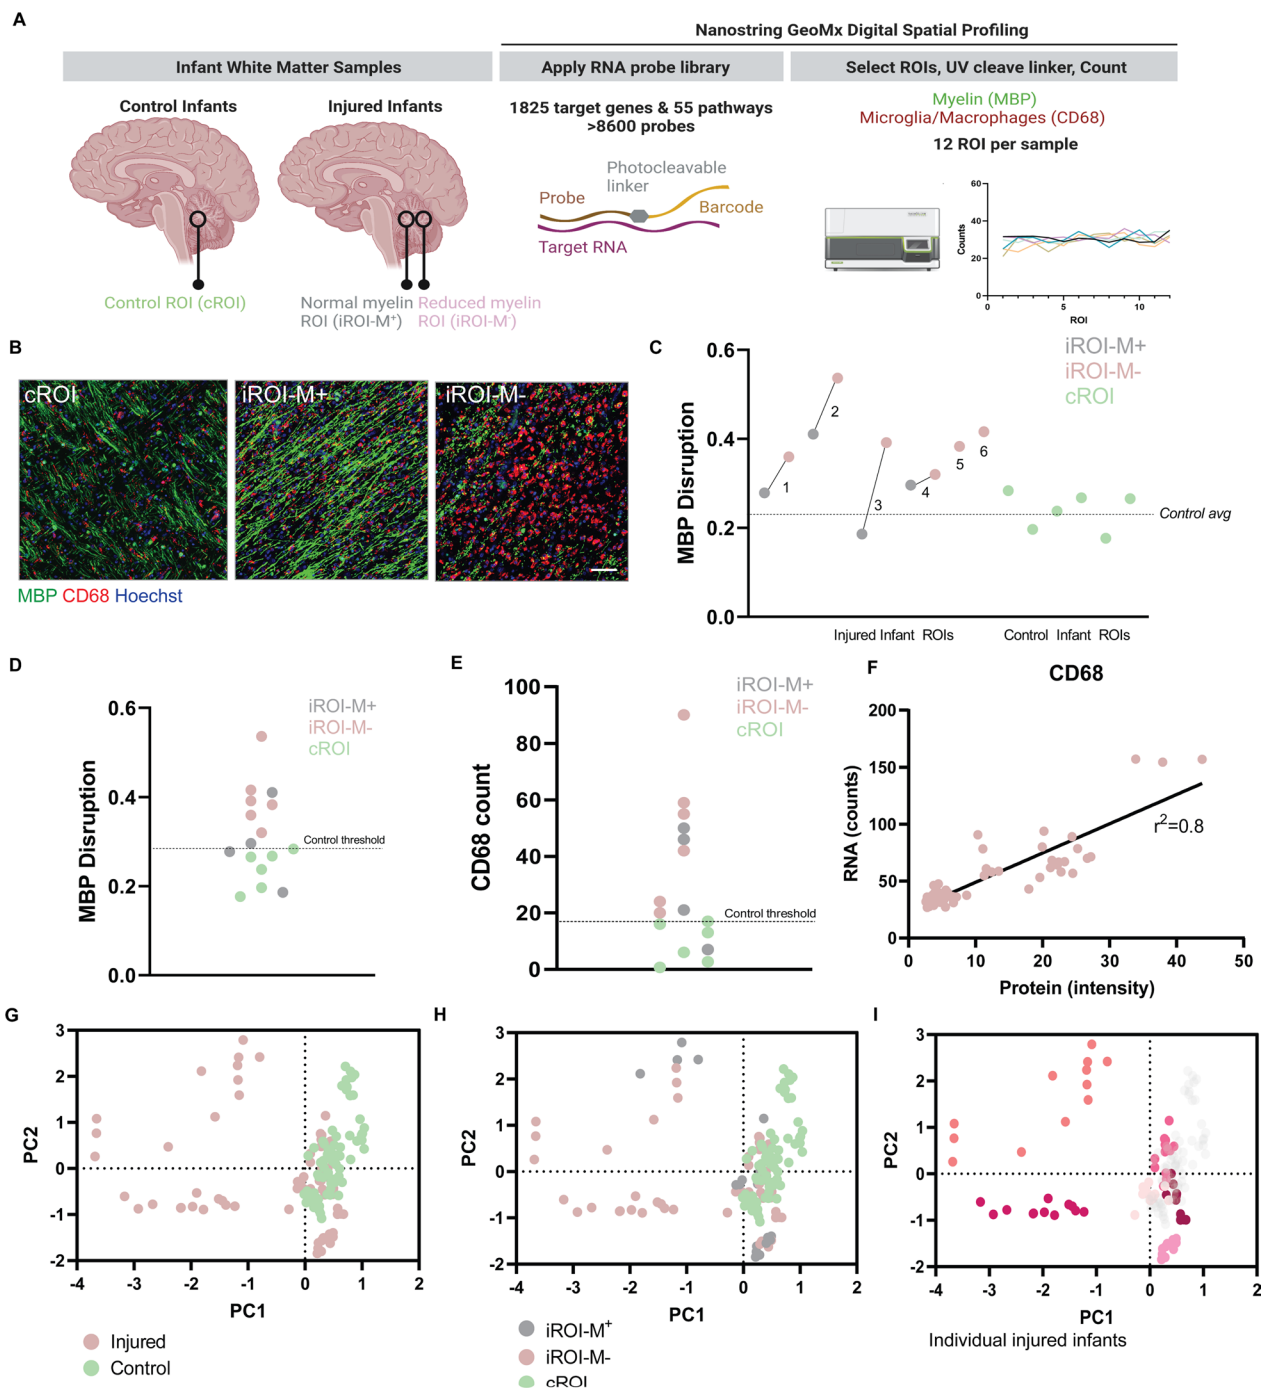 A
Nanostring GeoMx Digital Spatial Profiling
Infant White Matter Samples
Apply RNA probe library
Select ROIs, UV cleave linker, Count
Control Infants
Injured Infants
1825 target genes & 55 pathways
>8600 probes
Myelin (MBP)
Microglia/Macrophages (CD68)
12 ROI per sample
Photocleavable
linker
Probe
Barcode
Target RNA
Control ROI (cROI)
Normal myelin
ROI (iROI-M⁺)
Reduced myelin
ROI (iROI-M⁻)
60
40
20
0
Counts
0
5
10
ROI
B
cROI
iROI-M+
iROI-M-
MBP CD68 Hoechst
C
iROI-M+
iROI-M-
cROI
0.6
0.4
0.2
0.0
MBP Disruption
1
2
3
4
5
6
Control avg
Injured Infant ROIs
Control Infant ROIs
D
iROI-M+
iROI-M-
cROI
0.6
0.4
0.2
0.0
MBP Disruption
Control threshold
E
iROI-M+
iROI-M-
cROI
100
80
60
40
20
0
CD68 count
Control threshold
F
CD68
200
150
100
50
0
RNA (counts)
r²=0.8
0
10
20
30
40
50
Protein (intensity)
G
3
2
1
0
-1
-2
PC2
-4
-3
-2
-1
0
1
2
PC1
Injured
Control
H
3
2
1
0
-1
-2
PC2
-4
-3
-2
-1
0
1
2
PC1
iROI-M⁺
iROI-M-
cROI
I
3
2
1
0
-1
-2
PC2
-4
-3
-2
-1
0
1
2
PC1
Individual injured infants